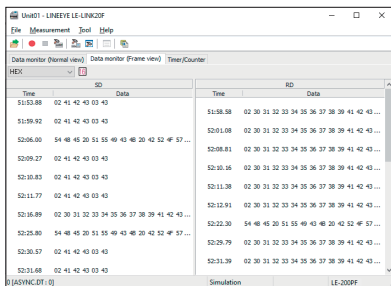 Unit01 - LINEEYE LE-LINK20F
File Measurement Tool Help
Data monitor (Normal view) Data monitor (Frame view) Timer/Counter
HEX
SD RD
Time Data Time Data
51:53.88 02 41 42 43 03 43
51:58.58 02 30 31 32 33 34 35 36 37 38 39 41 42 43 ...
51:59.92 02 41 42 43 03 43
52:01.08 02 30 31 32 33 34 35 36 37 38 39 41 42 43 ...
52:06.00 54 48 45 20 51 55 49 43 4B 20 42 52 4F 57 ...
52:08.81 02 30 31 32 33 34 35 36 37 38 39 41 42 43 ...
52:09.27 02 41 42 43 03 43
52:10.16 02 30 31 32 33 34 35 36 37 38 39 41 42 43 ...
52:10.83 02 41 42 43 03 43
52:11.38 02 30 31 32 33 34 35 36 37 38 39 41 42 43 ...
52:11.77 02 41 42 43 03 43
52:12.91 02 30 31 32 33 34 35 36 37 38 39 41 42 43 ...
52:16.89 02 30 31 32 33 34 35 36 37 38 39 41 42 43 ...
52:22.30 54 48 45 20 51 55 49 43 4B 20 42 52 4F 57 ...
52:25.80 54 48 45 20 51 55 49 43 4B 20 42 52 4F 57 ...
52:29.79 02 30 31 32 33 34 35 36 37 38 39 41 42 43 ...
52:30.57 02 41 42 43 03 43
52:31.39 02 30 31 32 33 34 35 36 37 38 39 41 42 43 ...
52:31.68 02 41 42 43 03 43
0 [ASYNC.DT : 0] Simulation LE-200PF